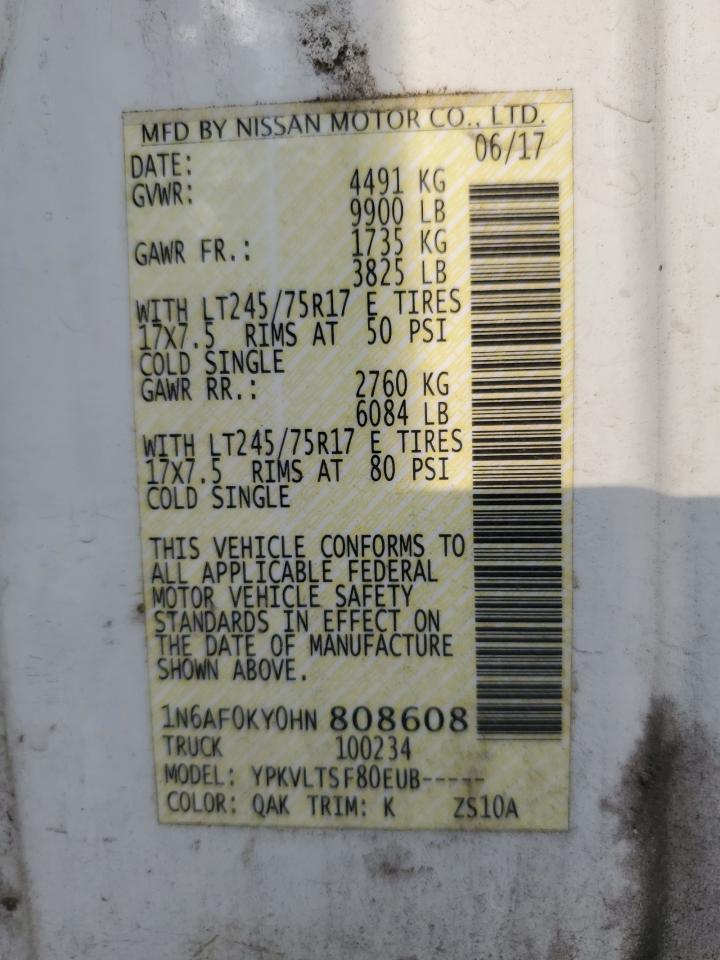 MFD BY NISSAN MOTOR CO., LTD.
DATE: 06/17
GVWR: 4491 KG
9900 LB
GAWR FR.: 1735 KG
3825 LB
WITH LT245/75R17 E TIRES
17X7.5 RIMS AT 50 PSI
COLD SINGLE
GAWR RR.: 2760 KG
6084 LB
WITH LT245/75R17 E TIRES
17X7.5 RIMS AT 80 PSI
COLD SINGLE
THIS VEHICLE CONFORMS TO
ALL APPLICABLE FEDERAL
MOTOR VEHICLE SAFETY
STANDARDS IN EFFECT ON
THE DATE OF MANUFACTURE
SHOWN ABOVE.
1N6AF0KY0HN 808608
TRUCK 100234
MODEL: YPKVLTSF80EUB-----
COLOR: QAK TRIM: K ZS10A